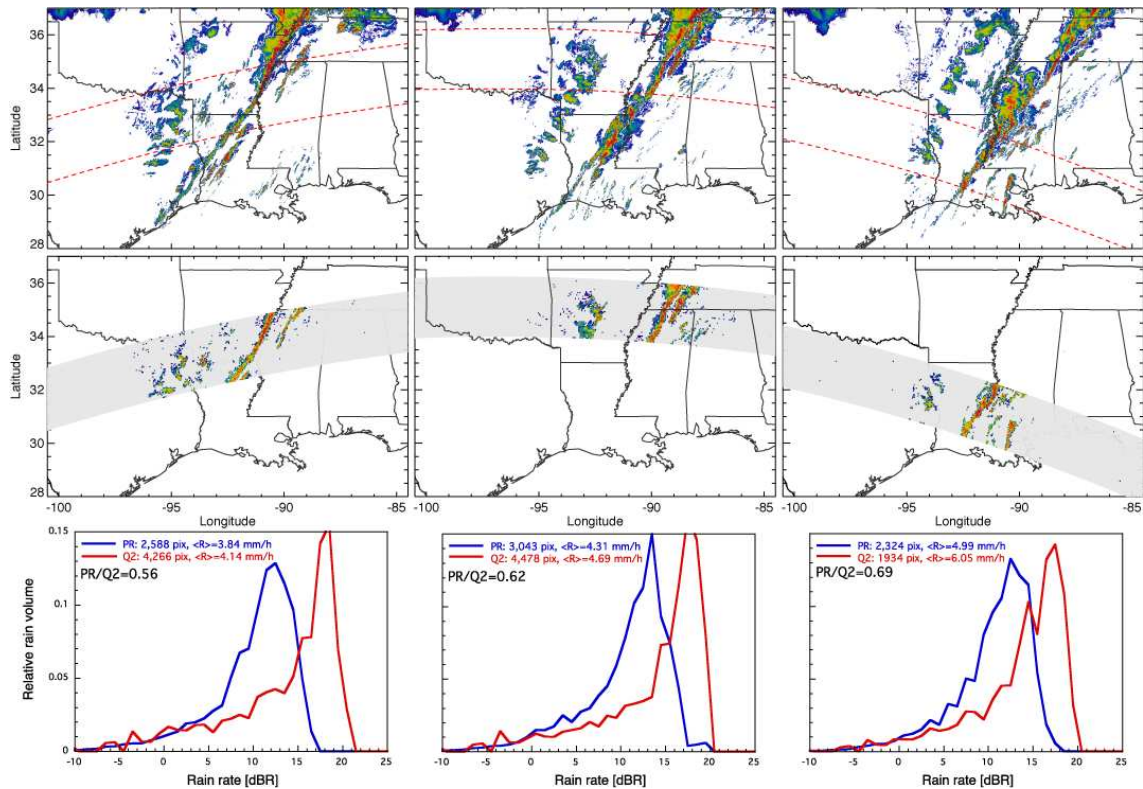 36
34
32
30
28
Latitude
36
34
32
30
28
Latitude
-100 -95 -90 -85
Longitude
-100 -95 -90 -85
Longitude
-100 -95 -90 -85
Longitude
0.15
0.1
0.05
0
Relative rain volume
PR: 2,588 pix, <R>=3.84 mm/h
Q2: 4,266 pix, <R>=4.14 mm/h
PR/Q2=0.56
-10 -5 0 5 10 15 20 25
Rain rate [dBR]
PR: 3,043 pix, <R>=4.31 mm/h
Q2: 4,478 pix, <R>=4.69 mm/h
PR/Q2=0.62
-10 -5 0 5 10 15 20 25
Rain rate [dBR]
PR: 2,324 pix, <R>=4.99 mm/h
Q2: 1934 pix, <R>=6.05 mm/h
PR/Q2=0.69
-10 -5 0 5 10 15 20 25
Rain rate [dBR]